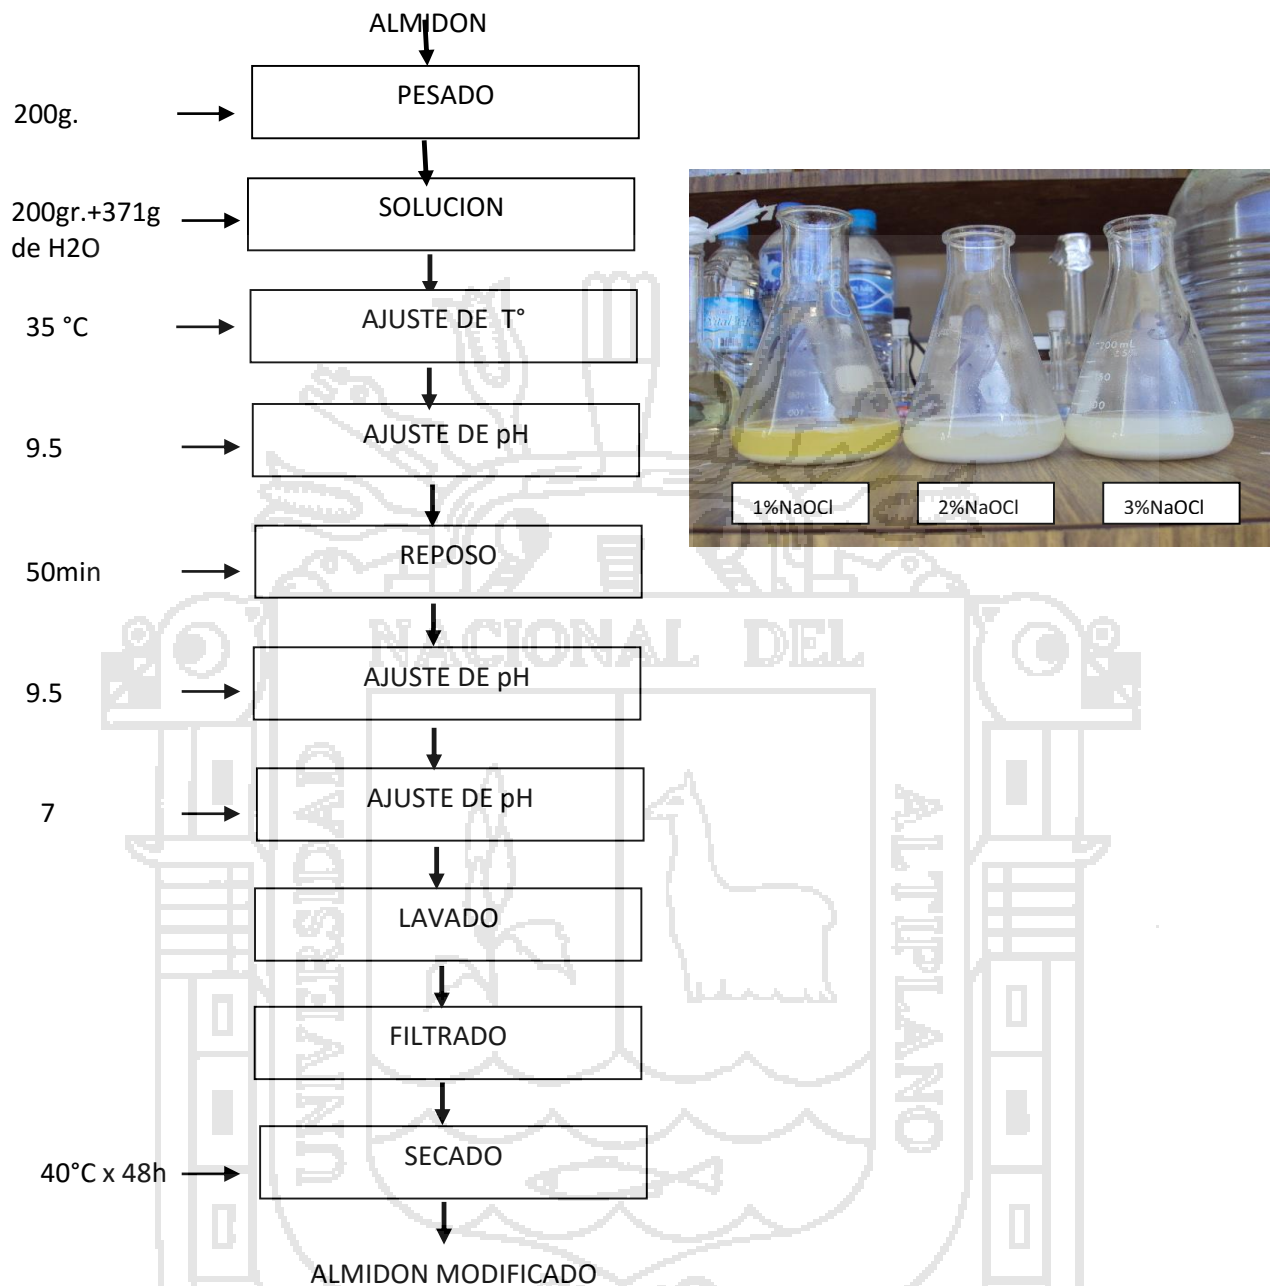 ALMIDON
200g.
PESADO
200gr.+371g
de H2O
SOLUCION
35 °C
AJUSTE DE T°
9.5
AJUSTE DE pH
50min
REPOSO
9.5
AJUSTE DE pH
7
AJUSTE DE pH
LAVADO
FILTRADO
40°C x 48h
SECADO
ALMIDON MODIFICADO
1%NaOCl
2%NaOCl
3%NaOCl
UNIVERSIDAD
NACIONAL DEL
ALTIPLANO